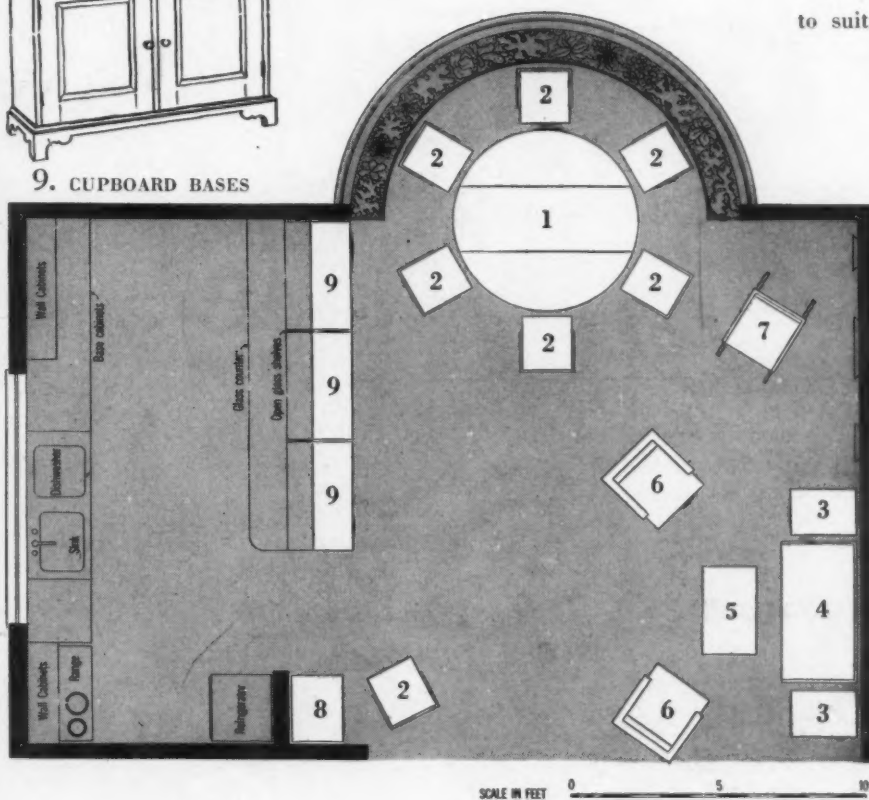 to suit
9. CUPBOARD BASES
2
2
2
1
2
2
2
7
Wall Cabinets
Base cabinets
Glass counter
Open glass shelves
9
9
9
Dishwasher
Sink
6
3
5
4
Wall Cabinets
Range
Refrigerator
8
2
6
3
SCALE IN FEET 0 5 10